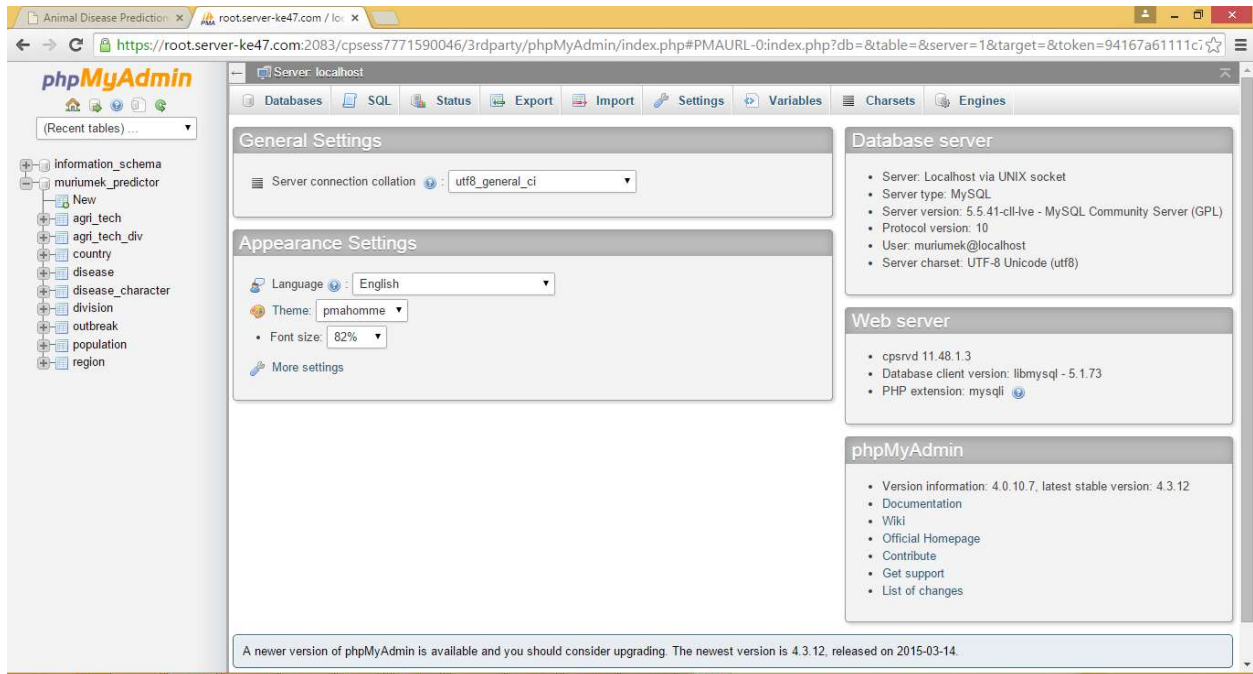 Animal Disease Prediction
root.server-ke47.com / loc
https://root.server-ke47.com:2083/cpsess7771590046/3rdparty/phpMyAdmin/index.php#PMAURL-0:index.php?db=&table=&server=1&target=&token=94167a61111c7
phpMyAdmin
(Recent tables) ...
information_schema
muriumek_predictor
New
agri_tech
agri_tech_div
country
disease
disease_character
division
outbreak
population
region
Server: localhost
Databases SQL Status Export Import Settings Variables Charsets Engines
General Settings
Server connection collation : utf8_general_ci
Appearance Settings
Language : English
Theme: pmahomme
• Font size: 82%
More settings
Database server
• Server: Localhost via UNIX socket
• Server type: MySQL
• Server version: 5.5.41-cll-lve - MySQL Community Server (GPL)
• Protocol version: 10
• User: muriumek@localhost
• Server charset: UTF-8 Unicode (utf8)
Web server
• cpsrvd 11.48.1.3
• Database client version: libmysql - 5.1.73
• PHP extension: mysqli
phpMyAdmin
• Version information: 4.0.10.7, latest stable version: 4.3.12
• Documentation
• Wiki
• Official Homepage
• Contribute
• Get support
• List of changes
A newer version of phpMyAdmin is available and you should consider upgrading. The newest version is 4.3.12, released on 2015-03-14.